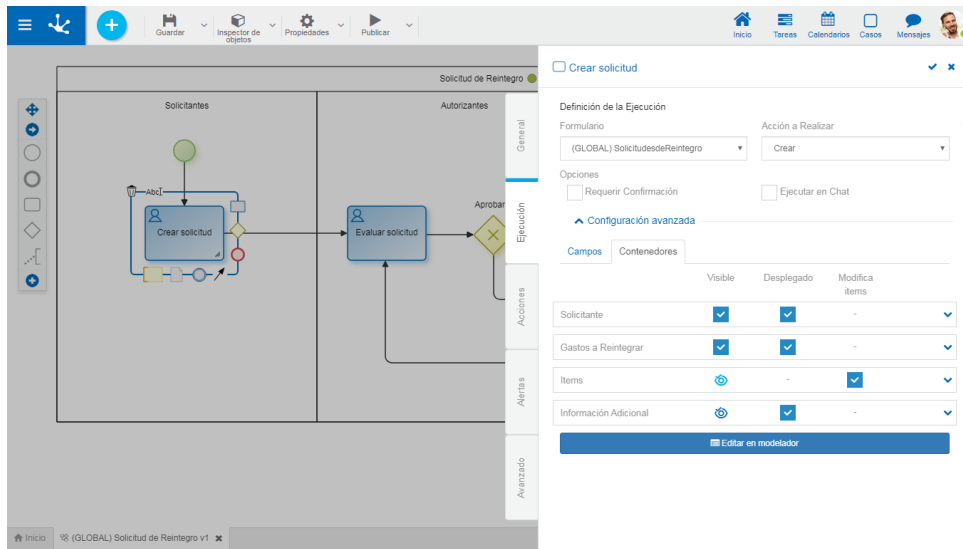 Guardar
Inspector de
objetos
Propiedades
Publicar
Inicio
Tareas
Calendarios
Casos
Mensajes
Solicitud de Reintegro
Solicitantes
Autorizantes
Abc
Crear solicitud
Evaluar solicitud
Aprobar
General
Ejecución
Acciones
Alertas
Avanzado
Crear solicitud
Definición de la Ejecución
Formulario
Acción a Realizar
(GLOBAL) SolicitudesdeReintegro
Crear
Opciones
Requerir Confirmación
Ejecutar en Chat
Configuración avanzada
Campos
Contenedores
Visible
Desplegado
Modifica
items
Solicitante
-
Gastos a Reintegrar
-
Items
-
Información Adicional
-
Editar en modelador
Inicio
(GLOBAL) Solicitud de Reintegro v1